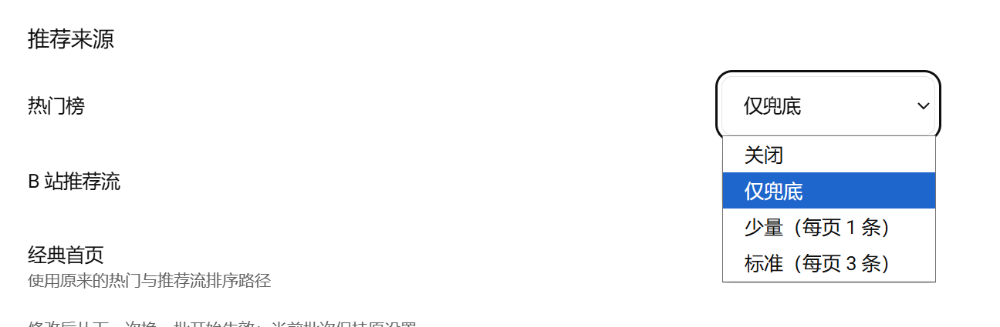 推荐来源
热门榜
仅兜底
关闭
B 站推荐流
仅兜底
少量（每页 1 条）
经典首页
标准（每页 3 条）
使用原来的热门与推荐流排序路径